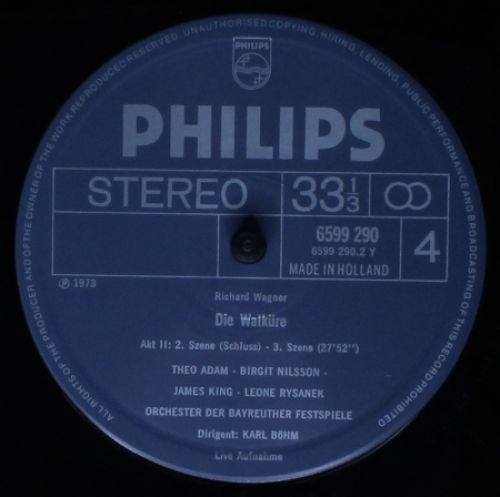 ALL RIGHTS OF THE PRODUCER AND OF THE OWNER OF THE WORK REPRODUCED RESERVED. UNAUTHORISED COPYING, HIRING, LENDING, PUBLIC PERFORMANCE AND BROADCASTING OF THIS RECORD PROHIBITED
PHILIPS
PHILIPS
STEREO 33 1/3
6599 290
6599 290.2 Y
MADE IN HOLLAND
4
℗ 1973
Richard Wagner
Die Walküre
Akt II: 2. Szene (Schluss) - 3. Szene (27'52'')
THEO ADAM - BIRGIT NILSSON -
JAMES KING - LEONE RYSANEK
ORCHESTER DER BAYREUTHER FESTSPIELE
Dirigent: KARL BÖHM
Live Aufnahme